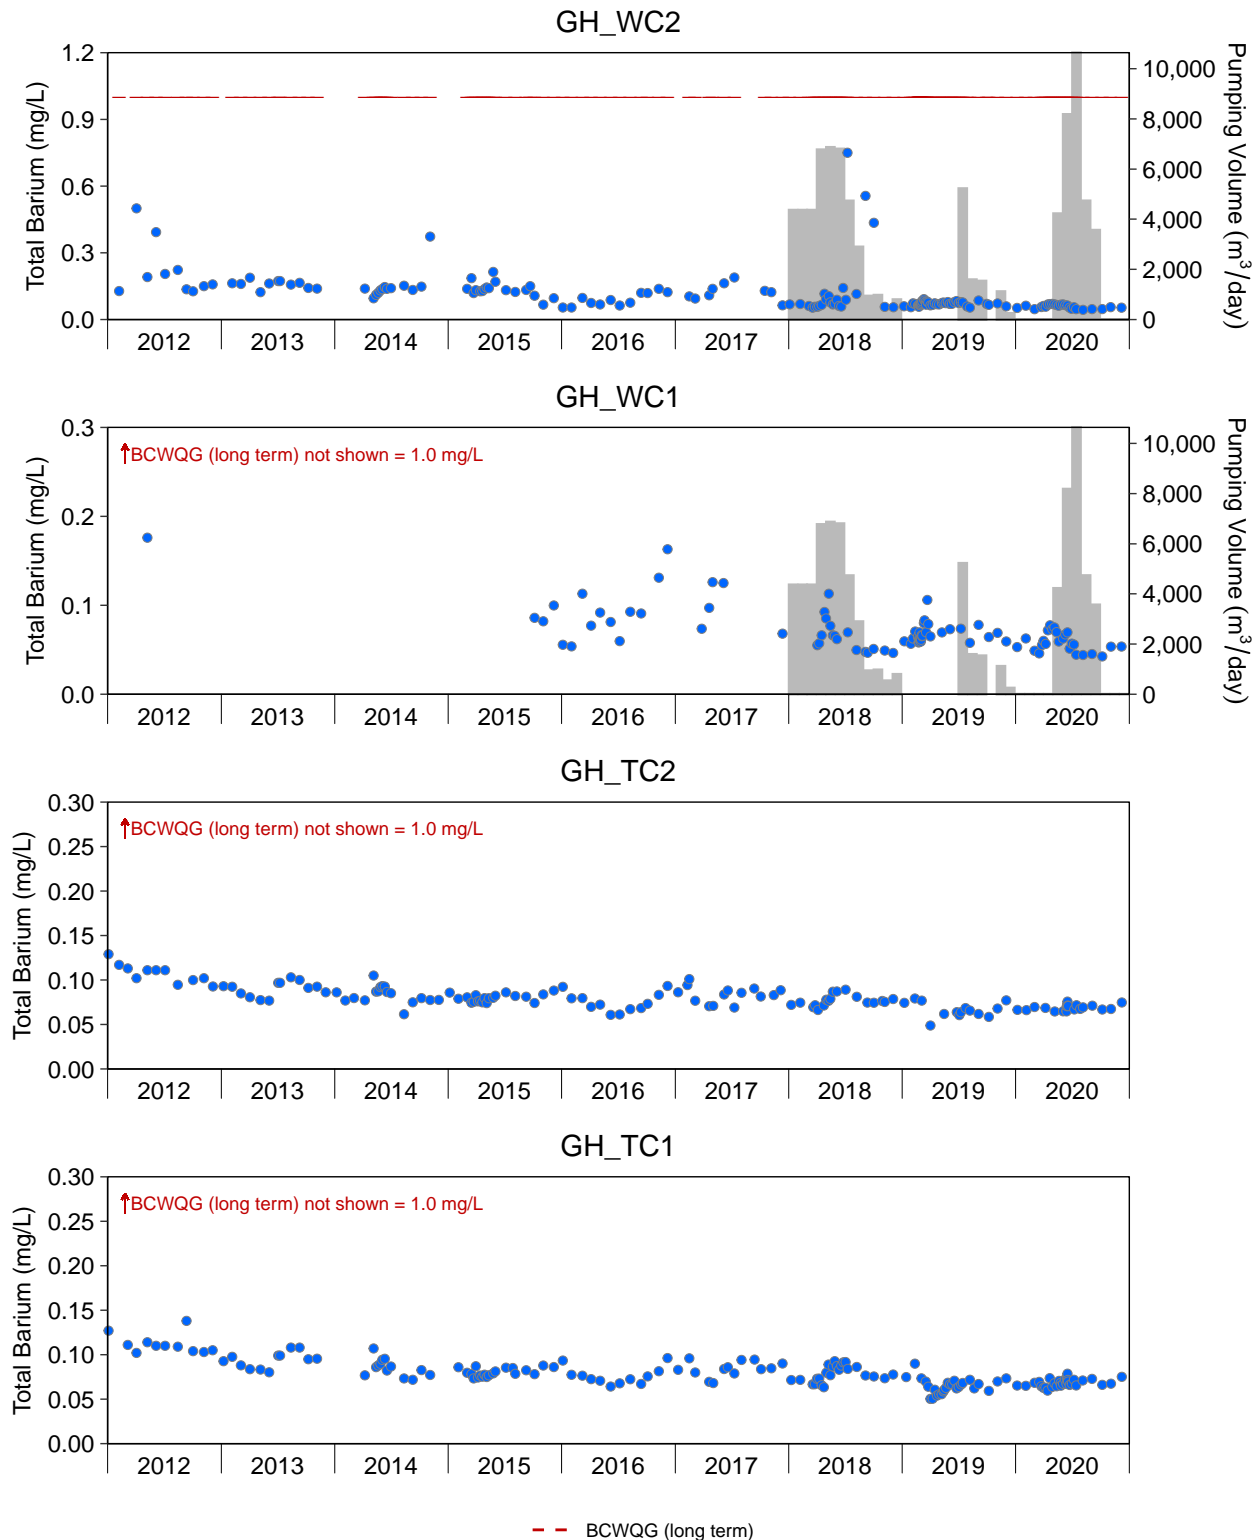 GH_WC2
Total Barium (mg/L)
1.2
0.9
0.6
0.3
0.0
10,000
8,000
6,000
4,000
2,000
0
Pumping Volume (m³/day)
2012 2013 2014 2015 2016 2017 2018 2019 2020
GH_WC1
BCWQG (long term) not shown = 1.0 mg/L
Total Barium (mg/L)
0.3
0.2
0.1
0.0
10,000
8,000
6,000
4,000
2,000
0
Pumping Volume (m³/day)
2012 2013 2014 2015 2016 2017 2018 2019 2020
GH_TC2
BCWQG (long term) not shown = 1.0 mg/L
Total Barium (mg/L)
0.30
0.25
0.20
0.15
0.10
0.05
0.00
2012 2013 2014 2015 2016 2017 2018 2019 2020
GH_TC1
BCWQG (long term) not shown = 1.0 mg/L
Total Barium (mg/L)
0.30
0.25
0.20
0.15
0.10
0.05
0.00
2012 2013 2014 2015 2016 2017 2018 2019 2020
BCWQG (long term)